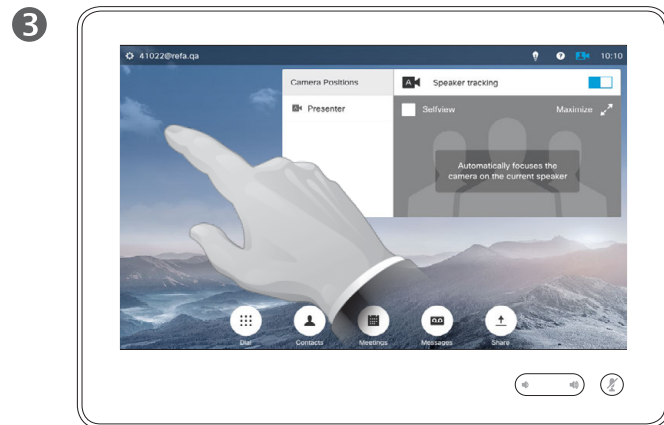 3
41022@refa.qa
10:10
Camera Positions
Speaker tracking
Presenter
Selfview
Maximize
Automatically focuses the
camera on the current speaker
Dial
Contacts
Meetings
Messages
Share